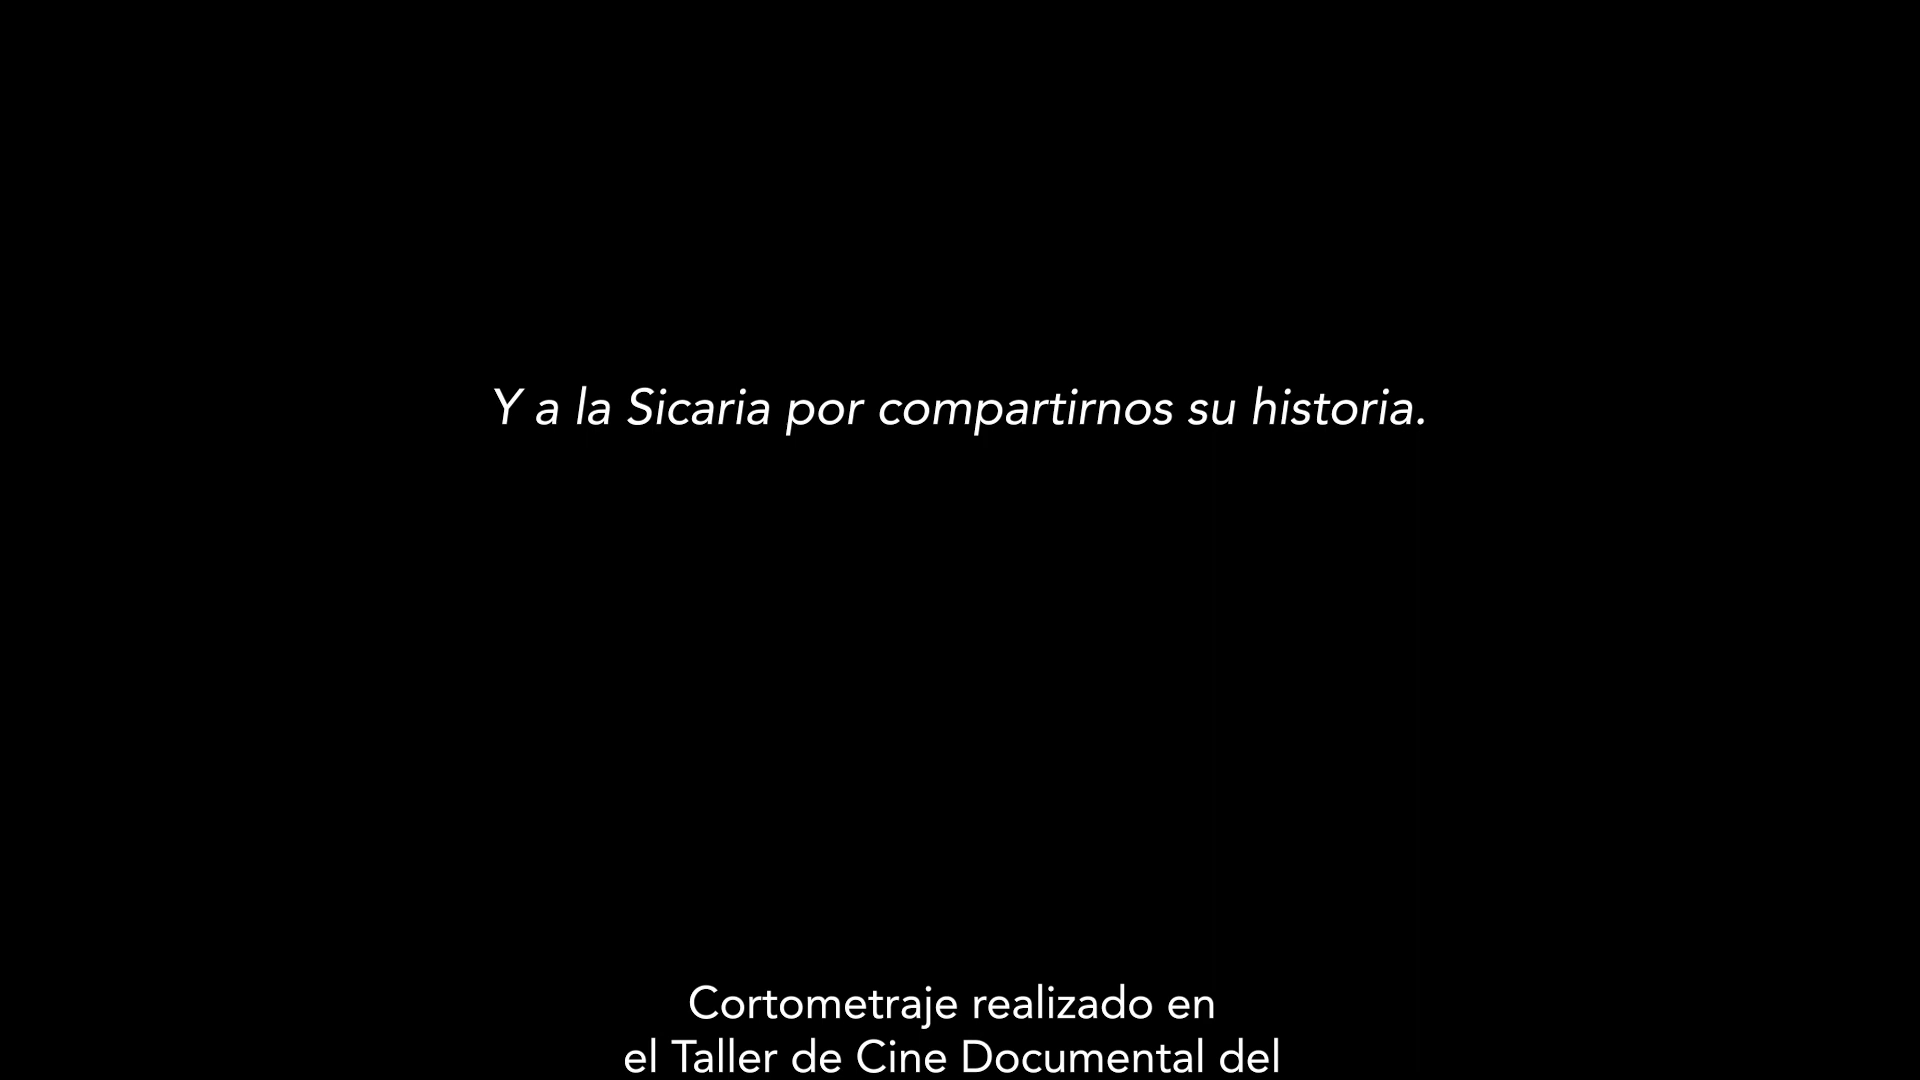 Y a la Sicaria por compartirnos su historia.
Cortometraje realizado en
el Taller de Cine Documental del